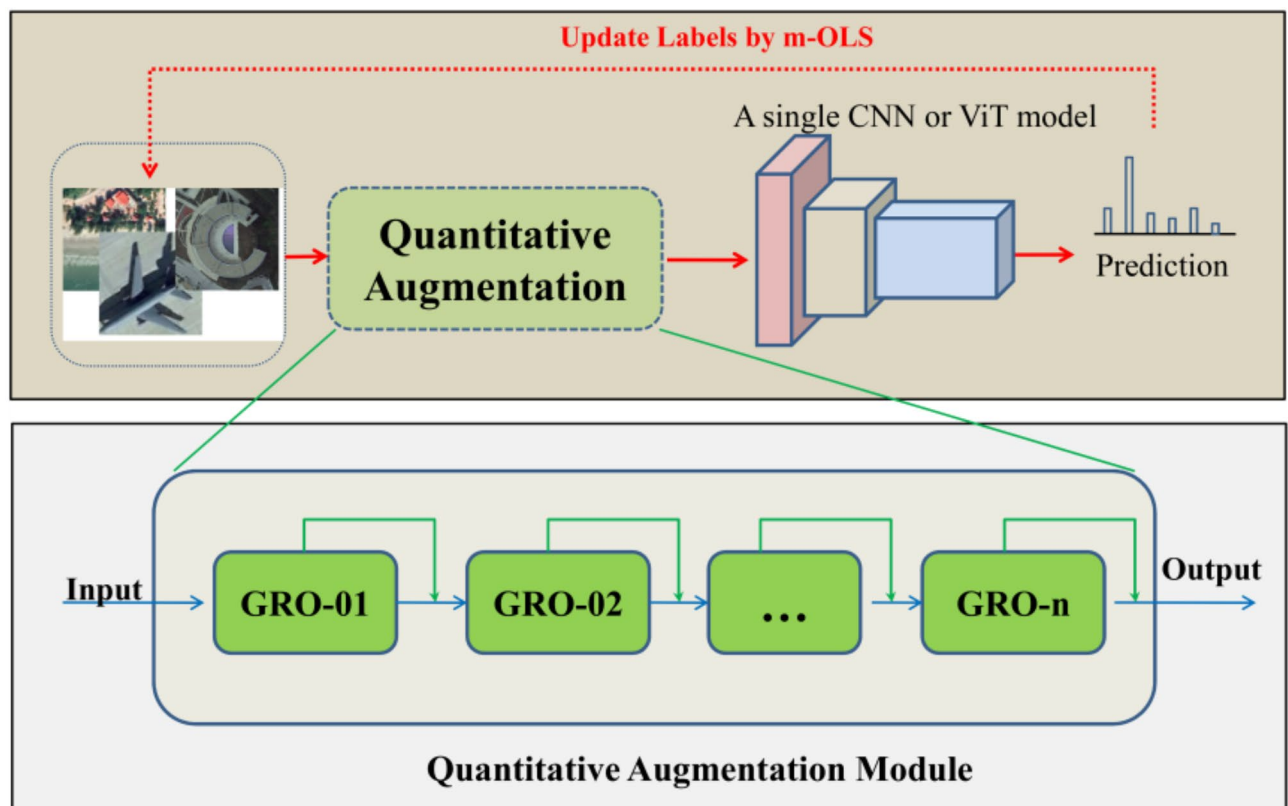 Update Labels by m-OLS
A single CNN or ViT model
Quantitative
Augmentation
Prediction
Input
GRO-01
GRO-02
...
GRO-n
Output
Quantitative Augmentation Module